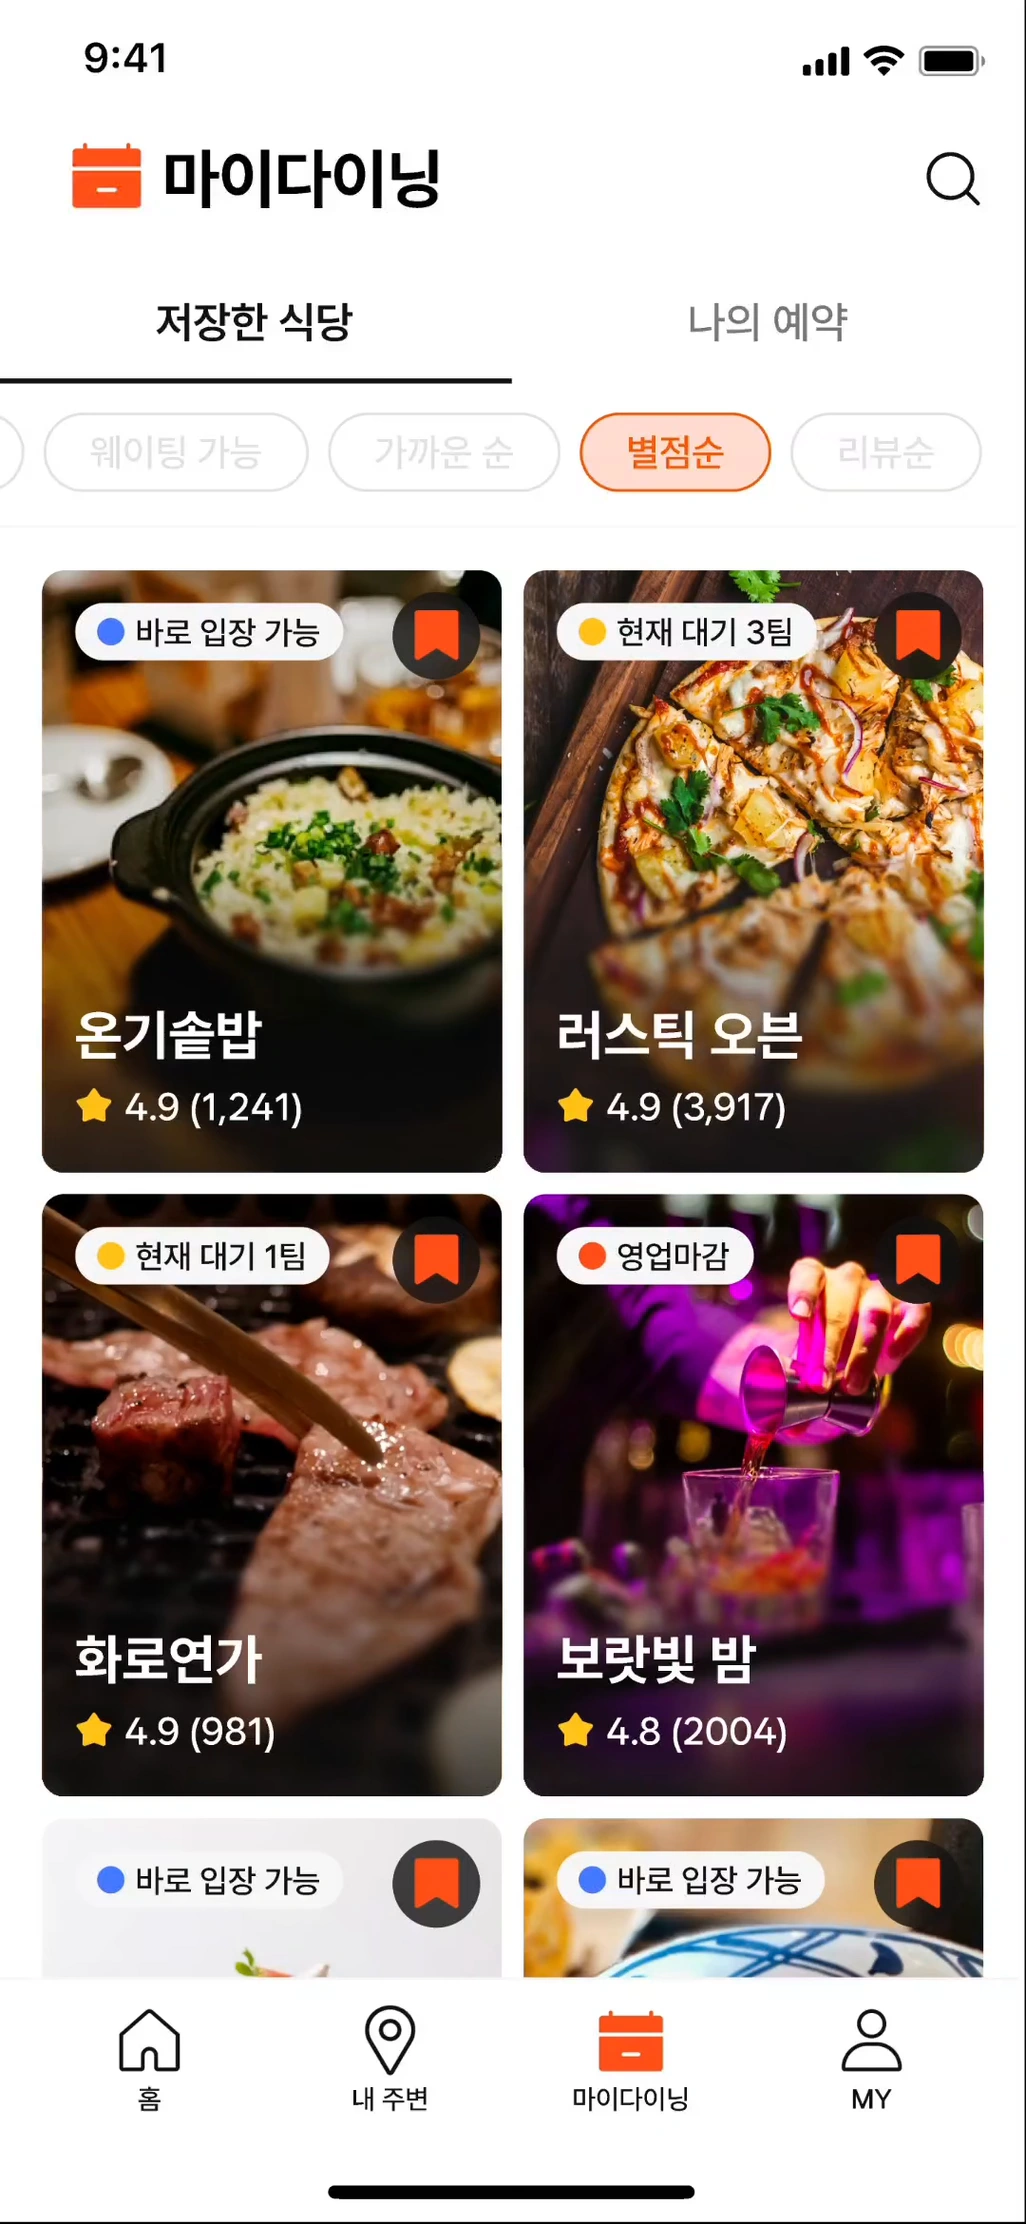 9:41
마이다이닝
저장한 식당
나의 예약
웨이팅 가능
가까운 순
별점순
리뷰순
바로 입장 가능
현재 대기 3팀
온기솥밥
4.9 (1,241)
러스틱 오븐
4.9 (3,917)
현재 대기 1팀
영업마감
화로연가
4.9 (981)
보랏빛 밤
4.8 (2004)
바로 입장 가능
바로 입장 가능
홈
내 주변
마이다이닝
MY